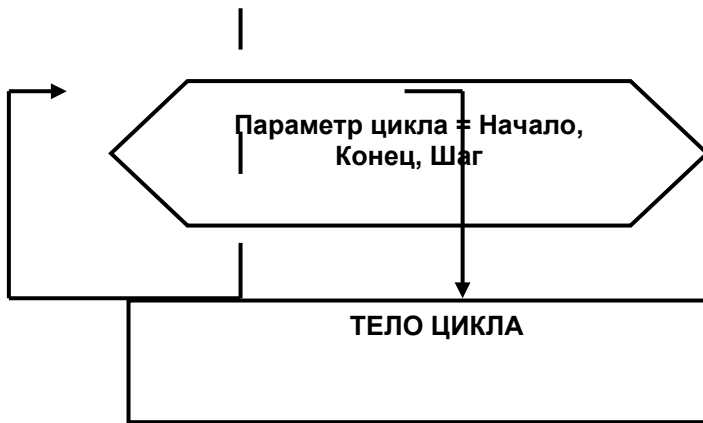 Параметр цикла = Начало,
Конец, Шаг
ТЕЛО ЦИКЛА